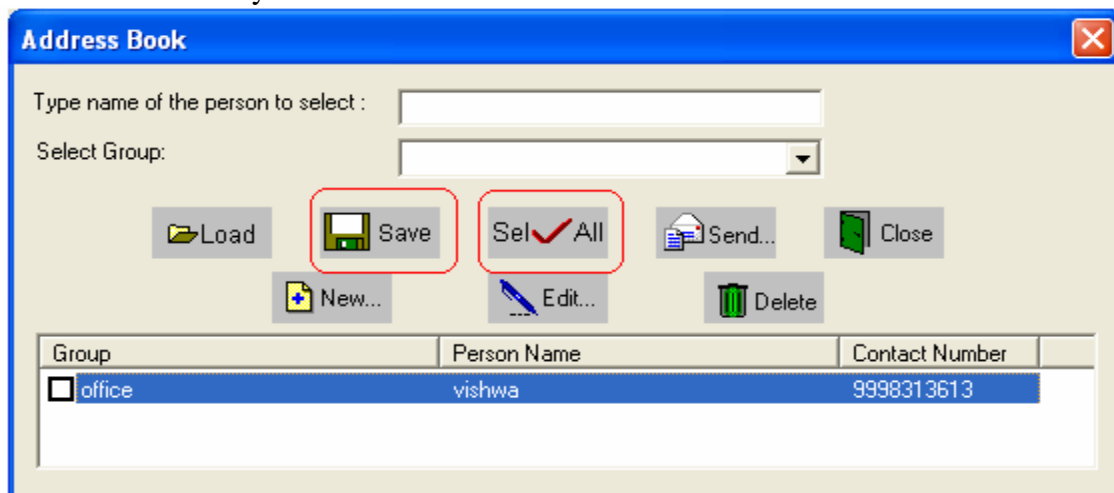 Address Book
Type name of the person to select :
Select Group:
Load Save Sel All Send... Close
New... Edit... Delete
Group Person Name Contact Number
office vishwa 9998313613